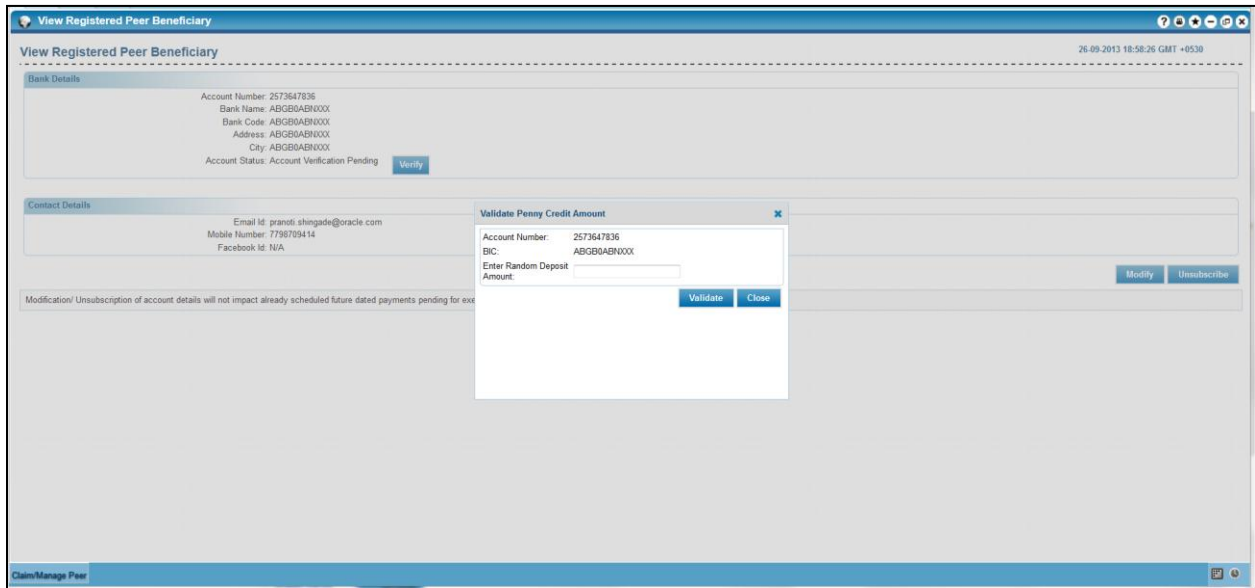 View Registered Peer Beneficiary
View Registered Peer Beneficiary
26-09-2013 18:58:26 GMT +0530
Bank Details
Account Number: 2573647836
Bank Name: ABGB0ABNXXX
Bank Code: ABGB0ABNXXX
Address: ABGB0ABNXXX
City: ABGB0ABNXXX
Account Status: Account Verification Pending
Verify
Contact Details
Email Id: pranoti.shingade@oracle.com
Mobile Number: 7798709414
Facebook Id: N/A
Validate Penny Credit Amount
Account Number: 2573647836
BIC: ABGB0ABNXXX
Enter Random Deposit
Amount:
Validate Close
Modify Unsubscribe
Modification/ Unsubscription of account details will not impact already scheduled future dated payments pending for exe
Claim/Manage Peer